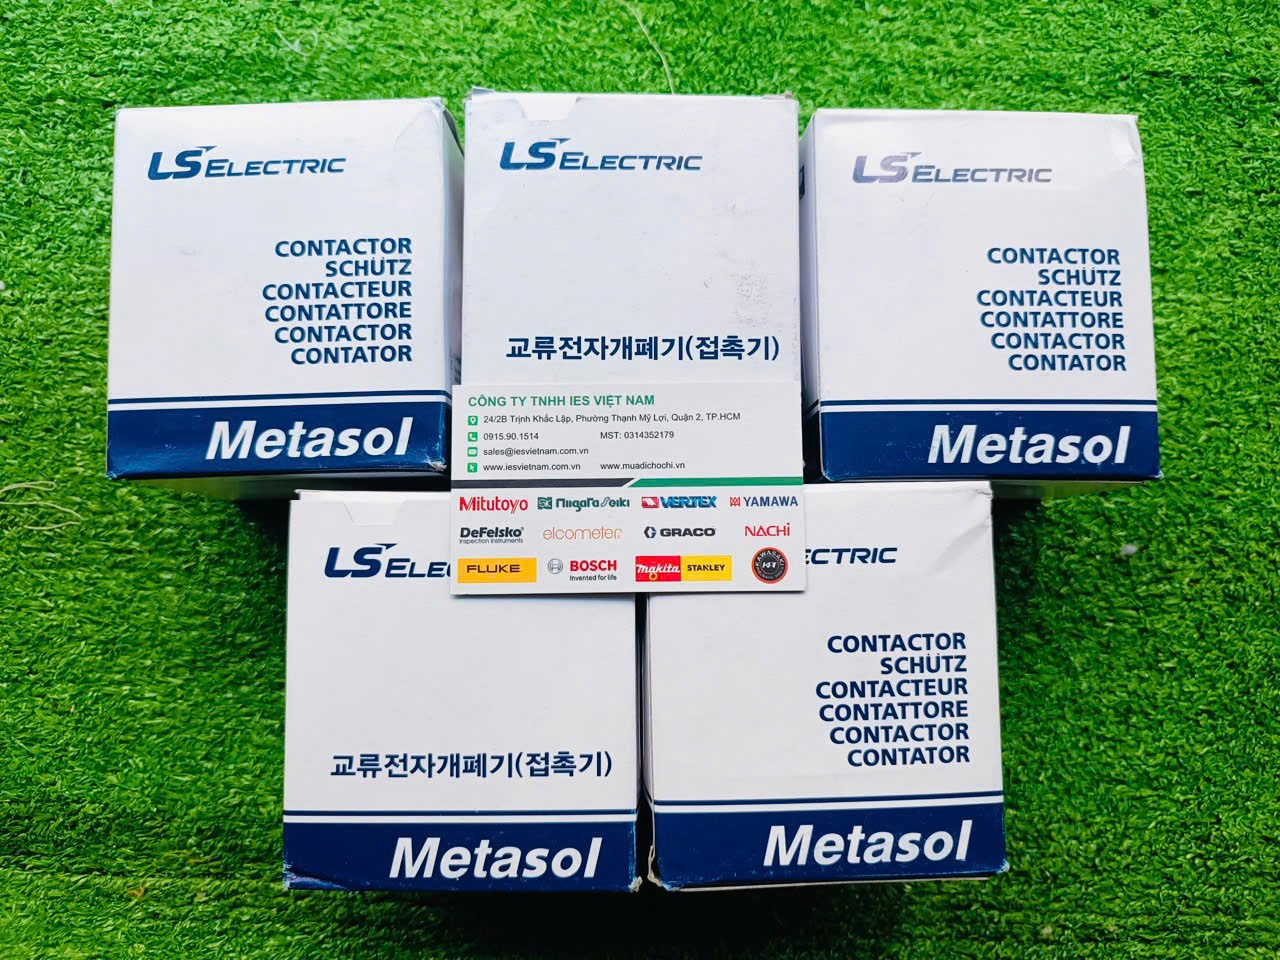 LS ELECTRIC
CONTACTOR
SCHÜTZ
CONTACTEUR
CONTATTORE
CONTACTOR
CONTATOR
Metasol
LS ELECTRIC
교류전자개폐기(접촉기)
LS ELECTRIC
CONTACTOR
SCHÜTZ
CONTACTEUR
CONTATTORE
CONTACTOR
CONTATOR
Metasol
CÔNG TY TNHH IES VIỆT NAM
24/2B Trịnh Khắc Lập, Phường Thạnh Mỹ Lợi, Quận 2, TP.HCM
0915.90.1514 MST: 0314352179
sales@iesvietnam.com.vn
www.iesvietnam.com.vn www.muadichochi.vn
Mitutoyo Niigata Seiki VERTEX YAMAWA
DeFelsko elcometer GRACO NACHI
inspection instruments
FLUKE BOSCH makita STANLEY KAWASAKI
Invented for life
LS ELEC
교류전자개폐기(접촉기)
Metasol
CTRIC
CONTACTOR
SCHÜTZ
CONTACTEUR
CONTATTORE
CONTACTOR
CONTATOR
Metasol